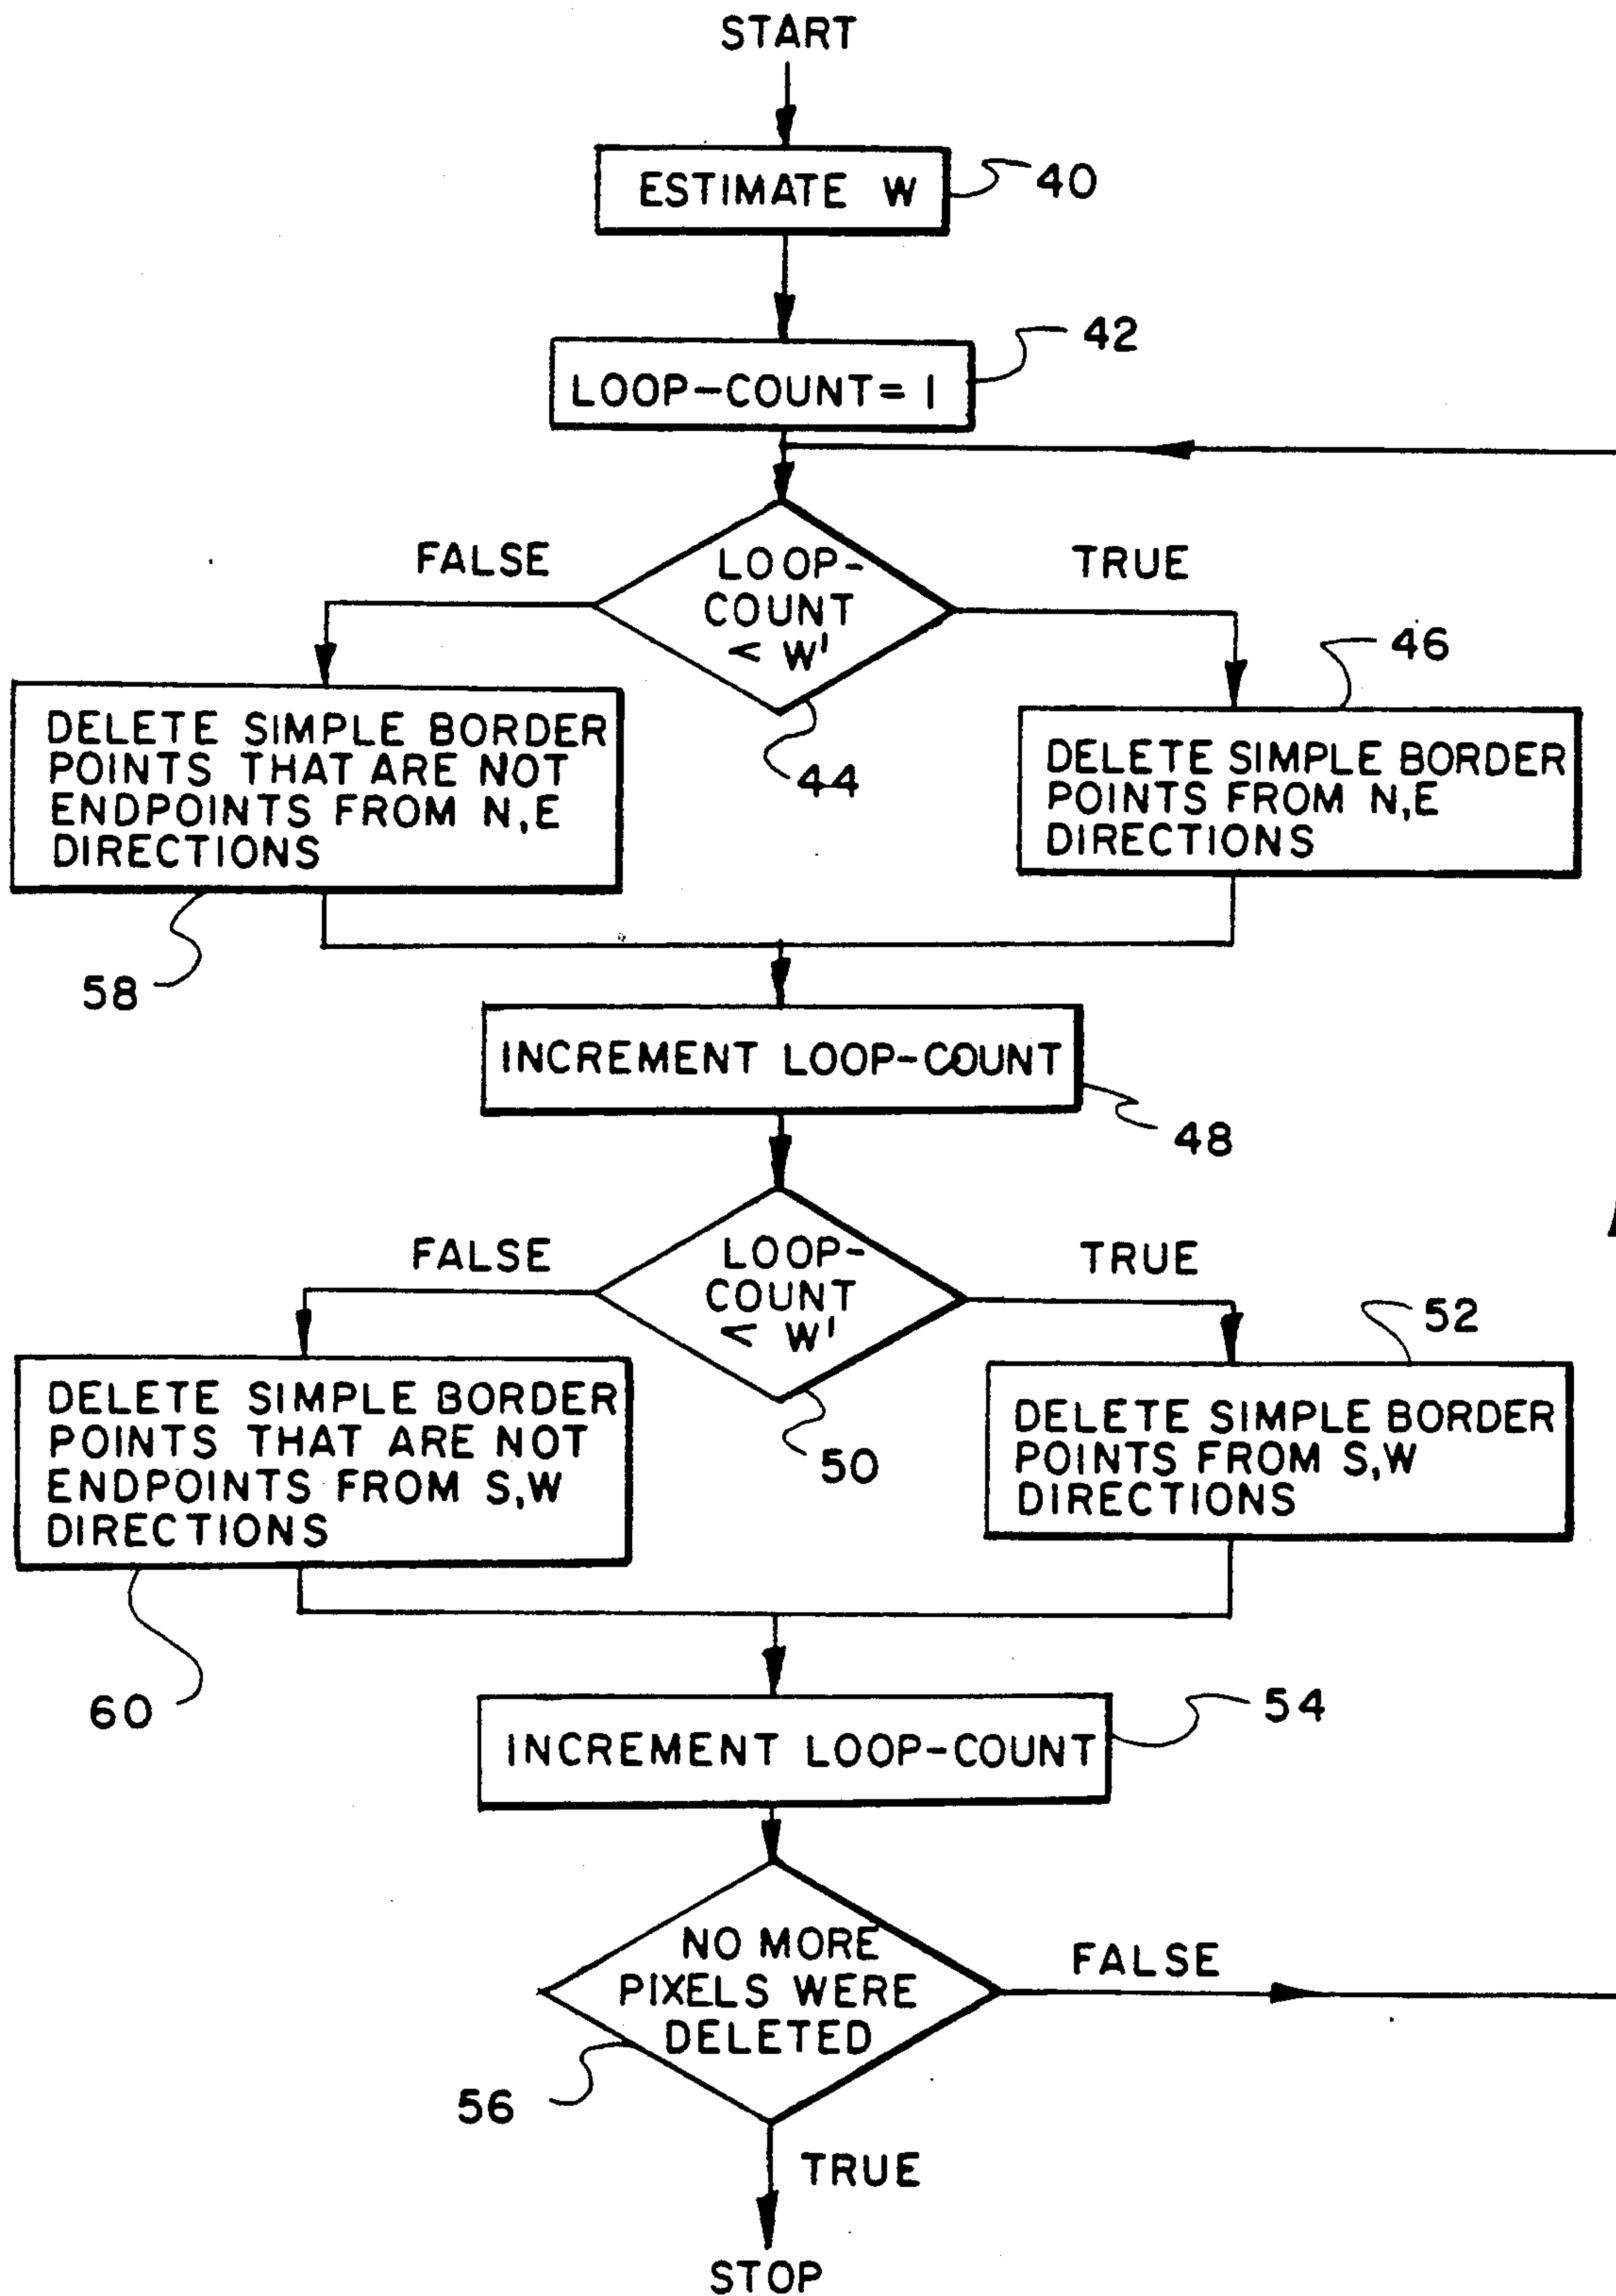 START
ESTIMATE W
40
LOOP-COUNT = 1
42
FALSE
LOOP-
COUNT
< W'
TRUE
44
46
DELETE SIMPLE BORDER
POINTS THAT ARE NOT
ENDPOINTS FROM N,E
DIRECTIONS
58
DELETE SIMPLE BORDER
POINTS FROM N,E
DIRECTIONS
INCREMENT LOOP-COUNT
48
FALSE
LOOP-
COUNT
< W'
TRUE
50
52
DELETE SIMPLE BORDER
POINTS THAT ARE NOT
ENDPOINTS FROM S,W
DIRECTIONS
60
DELETE SIMPLE BORDER
POINTS FROM S,W
DIRECTIONS
INCREMENT LOOP-COUNT
54
NO MORE
PIXELS WERE
DELETED
FALSE
56
TRUE
STOP